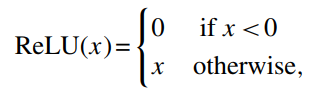 ReLU(x) = { 0 if x < 0
x otherwise,